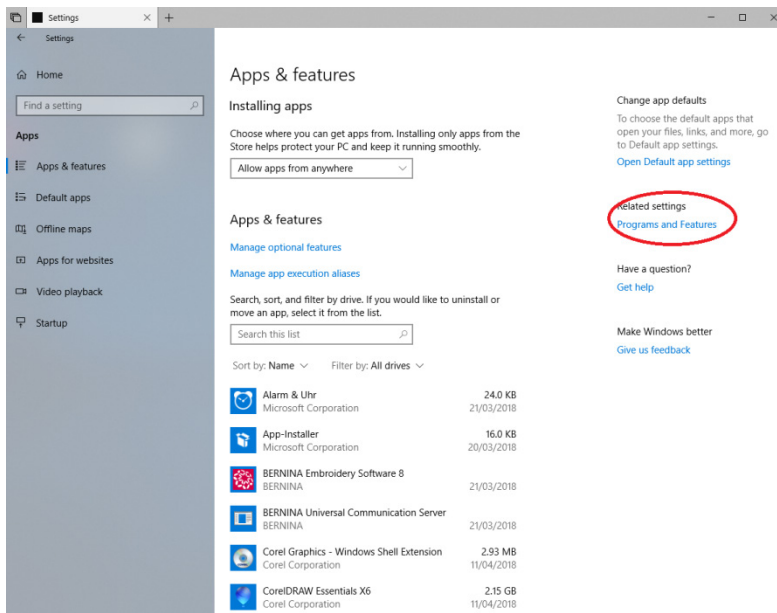 Settings
Settings
Home
Find a setting
Apps
Apps & features
Default apps
Offline maps
Apps for websites
Video playback
Startup
Apps & features
Installing apps
Choose where you can get apps from. Installing only apps from the
Store helps protect your PC and keep it running smoothly.
Allow apps from anywhere
Apps & features
Manage optional features
Manage app execution aliases
Search, sort, and filter by drive. If you would like to uninstall or
move an app, select it from the list.
Search this list
Sort by: Name Filter by: All drives
Alarm & Uhr 24.0 KB
Microsoft Corporation 21/03/2018
App-Installer 16.0 KB
Microsoft Corporation 20/03/2018
BERNINA Embroidery Software 8
BERNINA 21/03/2018
BERNINA Universal Communication Server
BERNINA 21/03/2018
Corel Graphics - Windows Shell Extension 2.93 MB
Corel Corporation 11/04/2018
CorelDRAW Essentials X6 2.15 GB
Corel Corporation 11/04/2018
Change app defaults
To choose the default apps that
open your files, links, and more, go
to Default app settings.
Open Default app settings
Related settings
Programs and Features
Have a question?
Get help
Make Windows better
Give us feedback